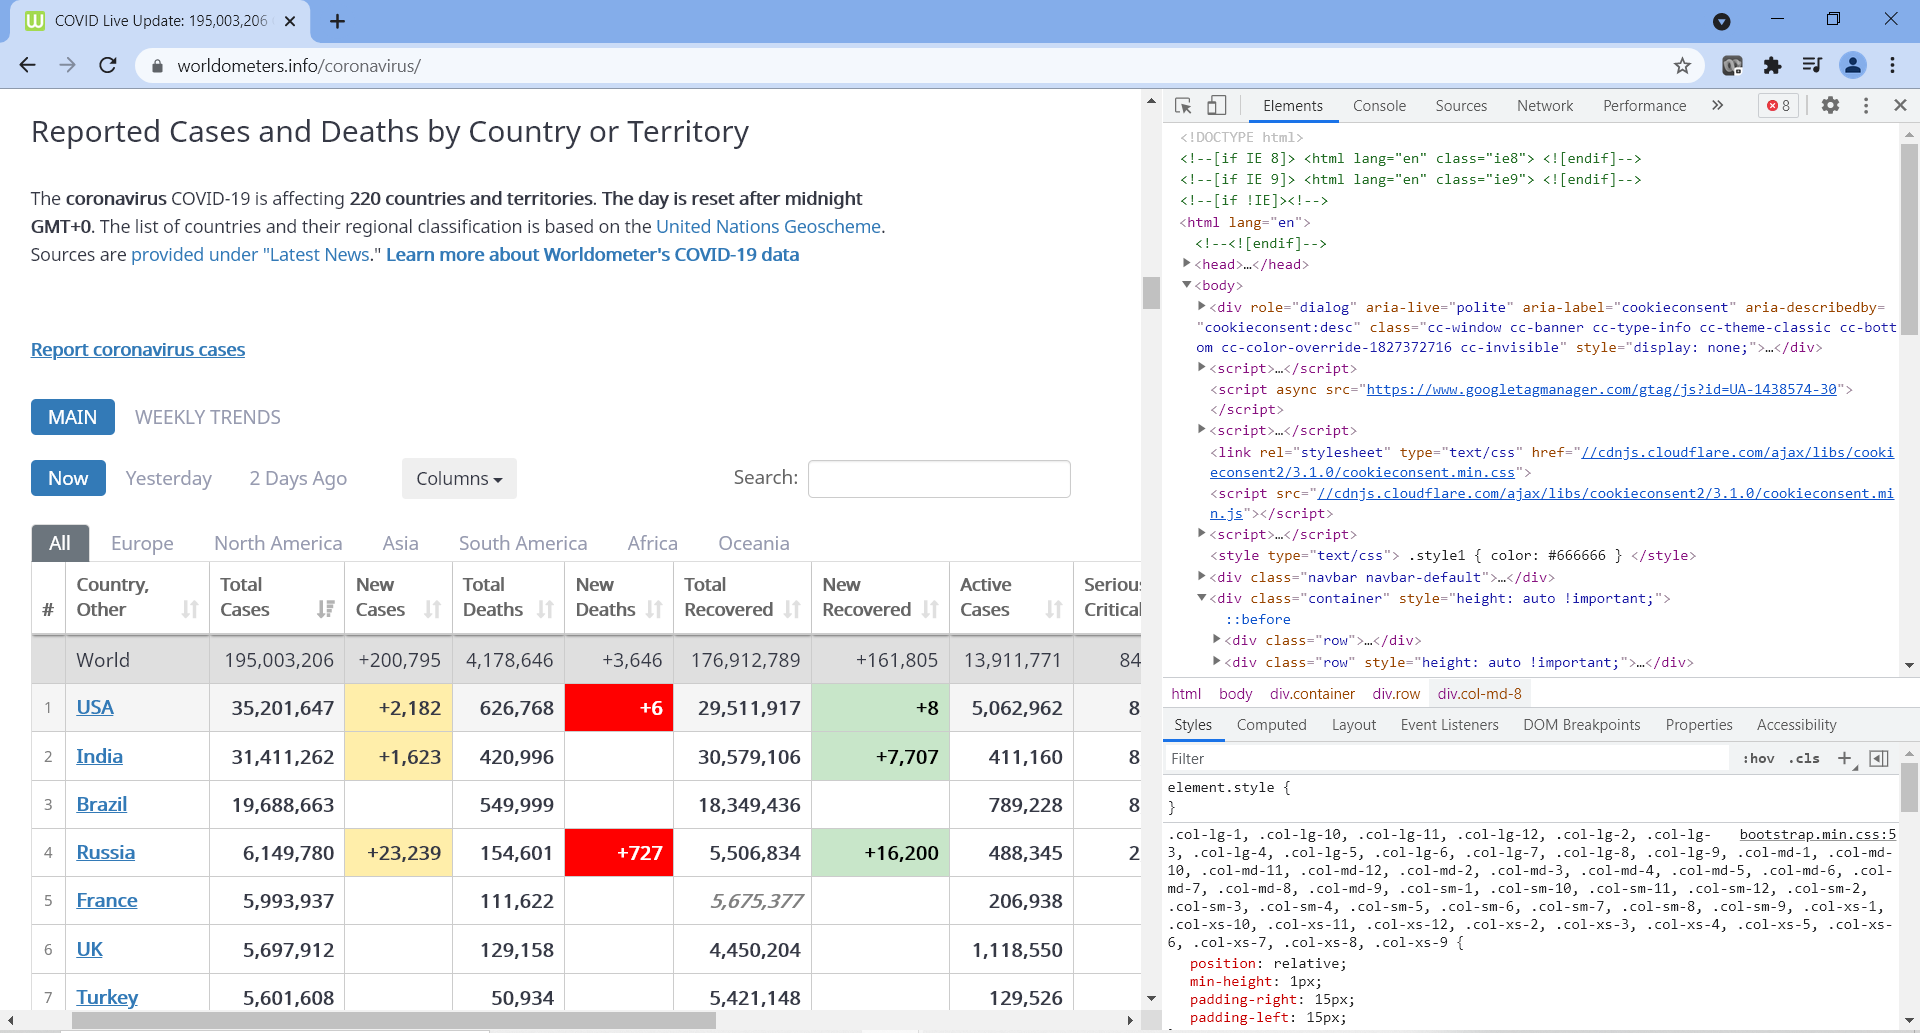 COVID Live Update: 195,003,206
worldometers.info/coronavirus/
Reported Cases and Deaths by Country or Territory
The coronavirus COVID-19 is affecting 220 countries and territories. The day is reset after midnight
GMT+0. The list of countries and their regional classification is based on the United Nations Geoscheme.
Sources are provided under "Latest News." Learn more about Worldometer's COVID-19 data
Report coronavirus cases
MAIN WEEKLY TRENDS
Now Yesterday 2 Days Ago Columns Search:
All Europe North America Asia South America Africa Oceania
# Country, Other Total Cases New Cases Total Deaths New Deaths Total Recovered New Recovered Active Cases Serious Critical
World 195,003,206 +200,795 4,178,646 +3,646 176,912,789 +161,805 13,911,771 84
1 USA 35,201,647 +2,182 626,768 +6 29,511,917 +8 5,062,962 8
2 India 31,411,262 +1,623 420,996 30,579,106 +7,707 411,160 8
3 Brazil 19,688,663 549,999 18,349,436 789,228 8
4 Russia 6,149,780 +23,239 154,601 +727 5,506,834 +16,200 488,345 2
5 France 5,993,937 111,622 5,675,377 206,938
6 UK 5,697,912 129,158 4,450,204 1,118,550
7 Turkey 5,601,608 50,934 5,421,148 129,526
Elements Console Sources Network Performance » 8
<!DOCTYPE html>
<!--[if IE 8]> <html lang="en" class="ie8"> <![endif]-->
<!--[if IE 9]> <html lang="en" class="ie9"> <![endif]-->
<!--[if !IE]><!-->
<html lang="en">
<!--<![endif]-->
<head>…</head>
<body>
<div role="dialog" aria-live="polite" aria-label="cookieconsent" aria-describedby=
"cookieconsent:desc" class="cc-window cc-banner cc-type-info cc-theme-classic cc-bott
om cc-color-override-1827372716 cc-invisible" style="display: none;">…</div>
<script>…</script>
<script async src="https://www.googletagmanager.com/gtag/js?id=UA-1438574-30">
</script>
<script>…</script>
<link rel="stylesheet" type="text/css" href="//cdnjs.cloudflare.com/ajax/libs/cooki
econsent2/3.1.0/cookieconsent.min.css">
<script src="//cdnjs.cloudflare.com/ajax/libs/cookieconsent2/3.1.0/cookieconsent.mi
n.js"></script>
<script>…</script>
<style type="text/css"> .style1 { color: #666666 } </style>
<div class="navbar navbar-default">…</div>
<div class="container" style="height: auto !important;">
::before
<div class="row">…</div>
<div class="row" style="height: auto !important;">…</div>
html body div.container div.row div.col-md-8
Styles Computed Layout Event Listeners DOM Breakpoints Properties Accessibility
Filter :hov .cls +
element.style {
}
.col-lg-1, .col-lg-10, .col-lg-11, .col-lg-12, .col-lg-2, .col-lg- bootstrap.min.css:5
3, .col-lg-4, .col-lg-5, .col-lg-6, .col-lg-7, .col-lg-8, .col-lg-9, .col-md-1, .col-md-
10, .col-md-11, .col-md-12, .col-md-2, .col-md-3, .col-md-4, .col-md-5, .col-md-6, .col-
md-7, .col-md-8, .col-md-9, .col-sm-1, .col-sm-10, .col-sm-11, .col-sm-12, .col-sm-2,
.col-sm-3, .col-sm-4, .col-sm-5, .col-sm-6, .col-sm-7, .col-sm-8, .col-sm-9, .col-xs-1,
.col-xs-10, .col-xs-11, .col-xs-12, .col-xs-2, .col-xs-3, .col-xs-4, .col-xs-5, .col-xs-
6, .col-xs-7, .col-xs-8, .col-xs-9 {
position: relative;
min-height: 1px;
padding-right: 15px;
padding-left: 15px;